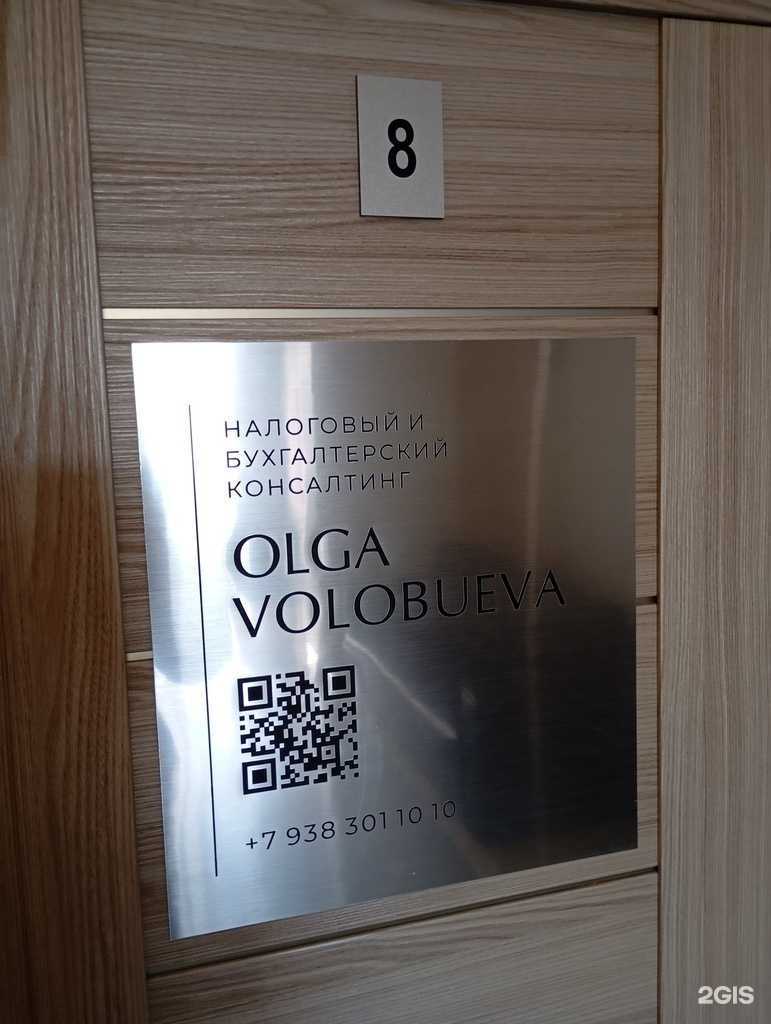 8
НАЛОГОВЫЙ И
БУХГАЛТЕРСКИЙ
КОНСАЛТИНГ
OLGA
VOLOBUEVA
+7 938 301 10 10
2GIS